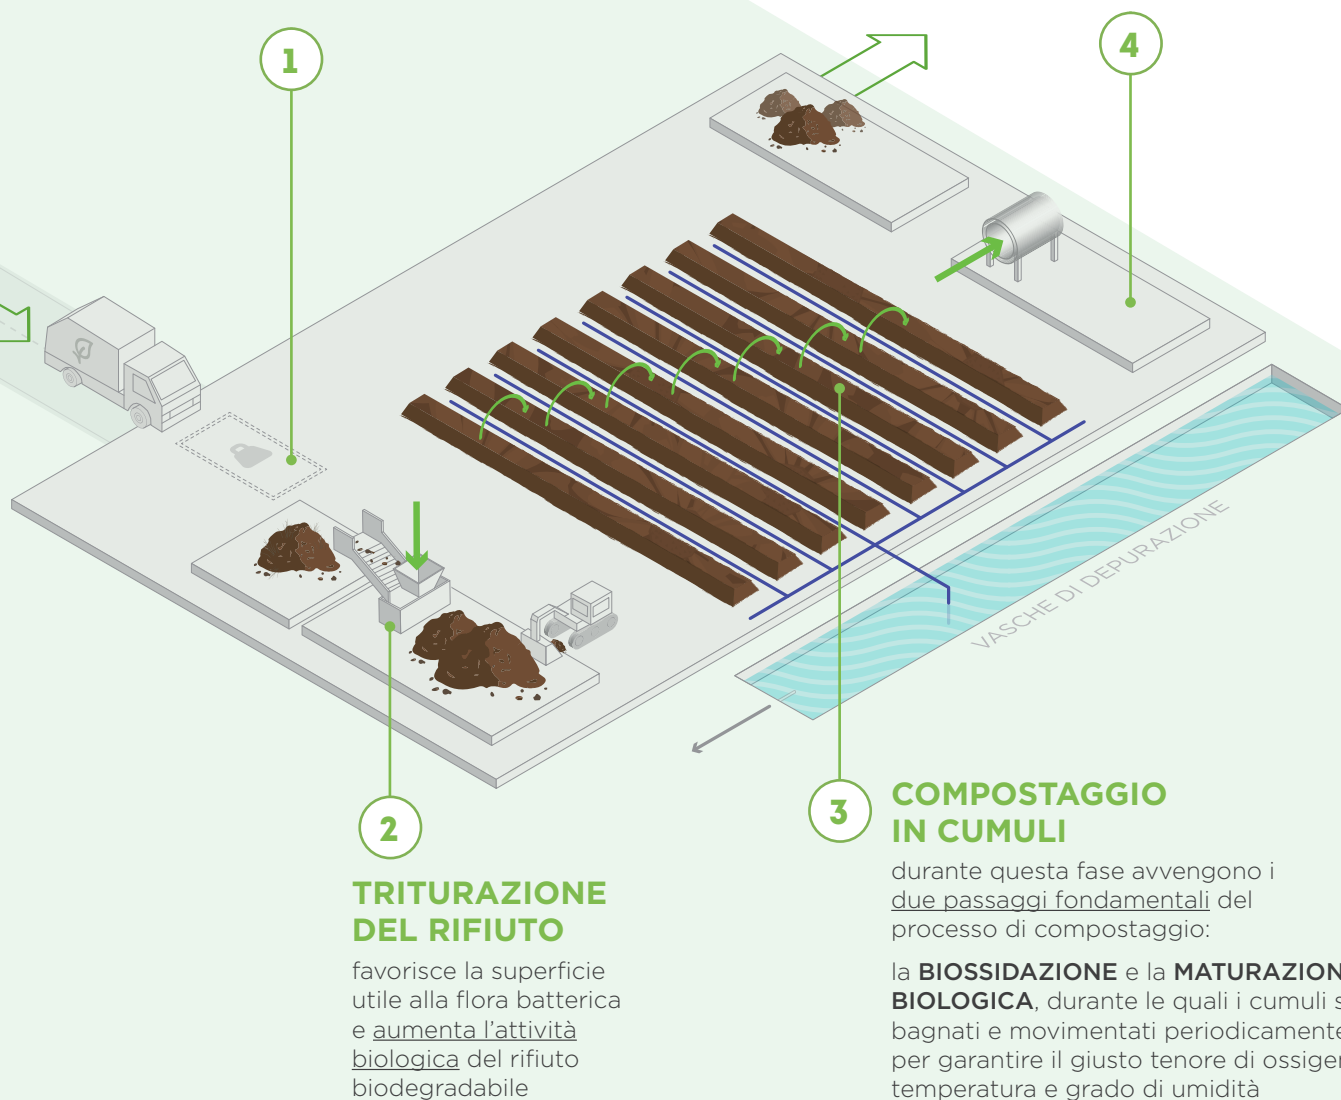 1
4
VASCHE DI DEPURAZIONE
2
TRITURAZIONE
DEL RIFIUTO
favorisce la superficie
utile alla flora batterica
e aumenta l'attività
biologica del rifiuto
biodegradabile
3
COMPOSTAGGIO
IN CUMULI
durante questa fase avvengono i
due passaggi fondamentali del
processo di compostaggio:
la BIOSSIDAZIONE e la MATURAZION
BIOLOGICA, durante le quali i cumuli s
bagnati e movimentati periodicamente
per garantire il giusto tenore di ossigen
temperatura e grado di umidità